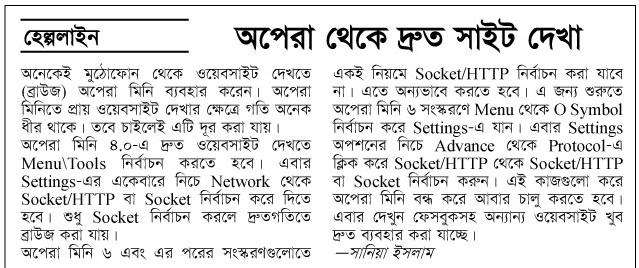 হেল্পলাইন
অপেরা থেকে দ্রুত সাইট দেখা
অনেকেই মুঠোফোন থেকে ওয়েবসাইট দেখতে
(ব্রাউজ) অপেরা মিনি ব্যবহার করেন। অপেরা
মিনিতে প্রায় ওয়েবসাইট দেখার ক্ষেত্রে গতি অনেক
ধীর থাকে। তবে চাইলেই এটি দূর করা যায়।
অপেরা মিনি ৪.০-এ দ্রুত ওয়েবসাইট দেখতে
Menu\Tools নির্বাচন করতে হবে। এবার
Settings-এর একেবারে নিচে Network থেকে
Socket/HTTP বা Socket নির্বাচন করে দিতে
হবে। শুধু Socket নির্বাচন করলে দ্রুতগতিতে
ব্রাউজ করা যায়।
অপেরা মিনি ৬ এবং এর পরের সংস্করণগুলোতে
একই নিয়মে Socket/HTTP নির্বাচন করা যাবে
না। এতে অন্যভাবে করতে হবে। এ জন্য শুরুতে
অপেরা মিনি ৬ সংস্করণে Menu থেকে O Symbol
নির্বাচন করে Settings-এ যান। এবার Settings
অপশনের নিচে Advance থেকে Protocol-এ
ক্লিক করে Socket/HTTP থেকে Socket/HTTP
বা Socket নির্বাচন করুন। এই কাজগুলো করে
অপেরা মিনি বন্ধ করে আবার চালু করতে হবে।
এবার দেখুন ফেসবুকসহ অন্যান্য ওয়েবসাইট খুব
দ্রুত ব্যবহার করা যাচ্ছে।
—সানিয়া ইসলাম